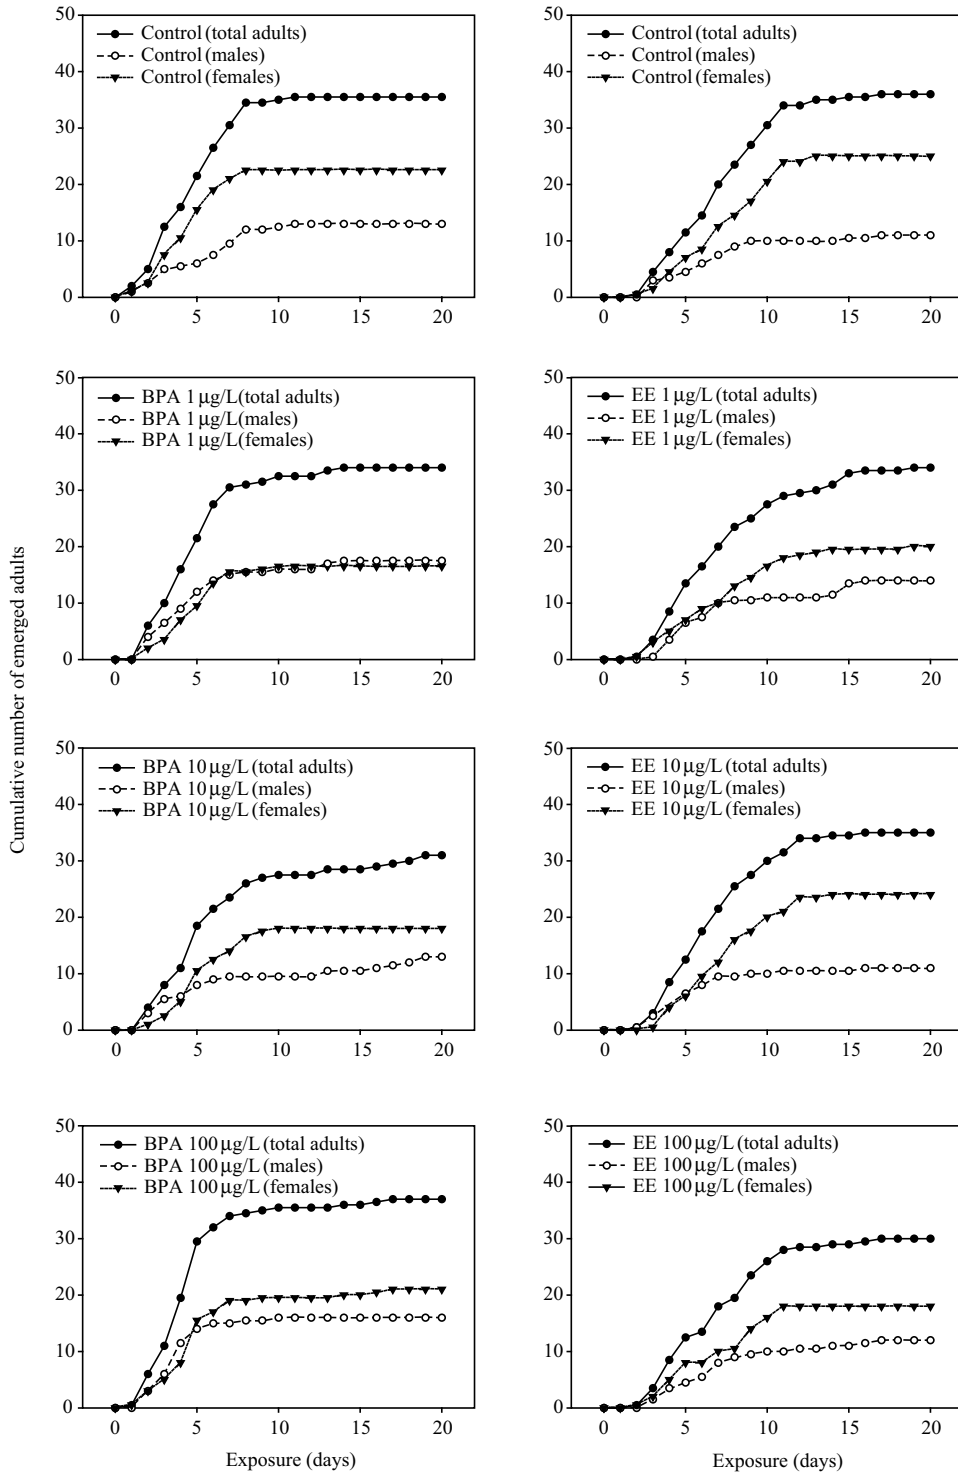 Cumulative number of emerged adults
50
40
30
20
10
0
Control (total adults)
Control (males)
Control (females)
0 5 10 15 20
50
40
30
20
10
0
Control (total adults)
Control (males)
Control (females)
0 5 10 15 20
50
40
30
20
10
0
BPA 1 µg/L (total adults)
BPA 1 µg/L (males)
BPA 1 µg/L (females)
0 5 10 15 20
50
40
30
20
10
0
EE 1 µg/L (total adults)
EE 1 µg/L (males)
EE 1 µg/L (females)
0 5 10 15 20
50
40
30
20
10
0
BPA 10 µg/L (total adults)
BPA 10 µg/L (males)
BPA 10 µg/L (females)
0 5 10 15 20
50
40
30
20
10
0
EE 10 µg/L (total adults)
EE 10 µg/L (males)
EE 10 µg/L (females)
0 5 10 15 20
50
40
30
20
10
0
BPA 100 µg/L (total adults)
BPA 100 µg/L (males)
BPA 100 µg/L (females)
0 5 10 15 20
Exposure (days)
50
40
30
20
10
0
EE 100 µg/L (total adults)
EE 100 µg/L (males)
EE 100 µg/L (females)
0 5 10 15 20
Exposure (days)